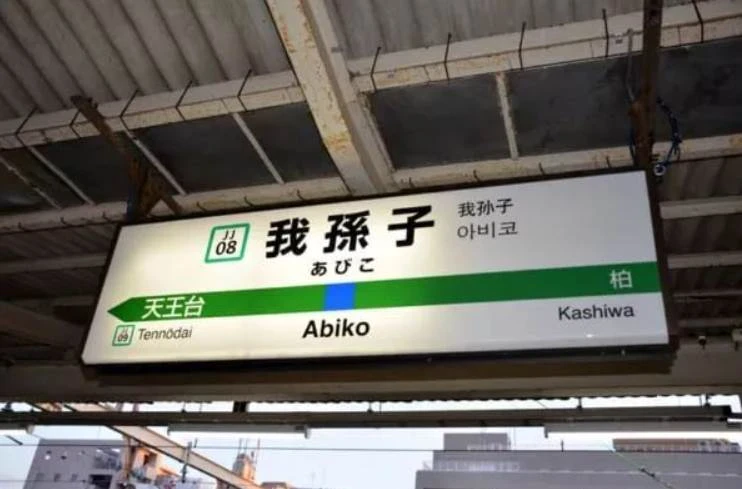 JJ
08
我孫子
あびこ
我孙子
아비코
天王台
柏
JJ
09
Tennōdai
Abiko
Kashiwa